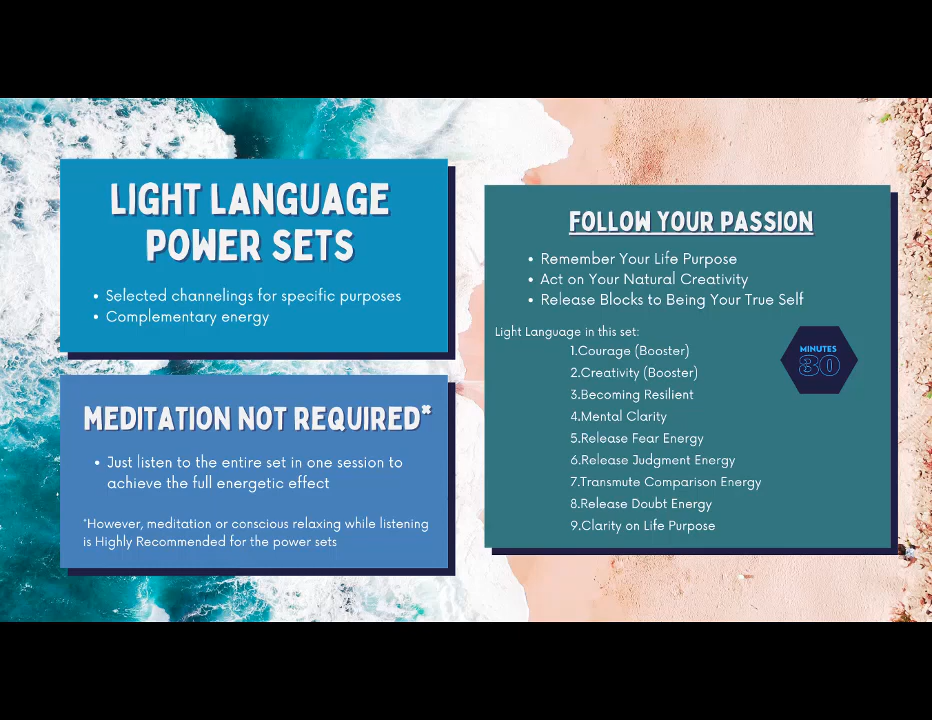 LIGHT LANGUAGE
POWER SETS
• Selected channelings for specific purposes
• Complementary energy
MEDITATION NOT REQUIRED*
• Just listen to the entire set in one session to
achieve the full energetic effect
*However, meditation or conscious relaxing while listening
is Highly Recommended for the power sets
FOLLOW YOUR PASSION
• Remember Your Life Purpose
• Act on Your Natural Creativity
• Release Blocks to Being Your True Self
Light Language in this set:
1.Courage (Booster)
2.Creativity (Booster)
3.Becoming Resilient
4.Mental Clarity
5.Release Fear Energy
6.Release Judgment Energy
7.Transmute Comparison Energy
8.Release Doubt Energy
9.Clarity on Life Purpose
MINUTES
30